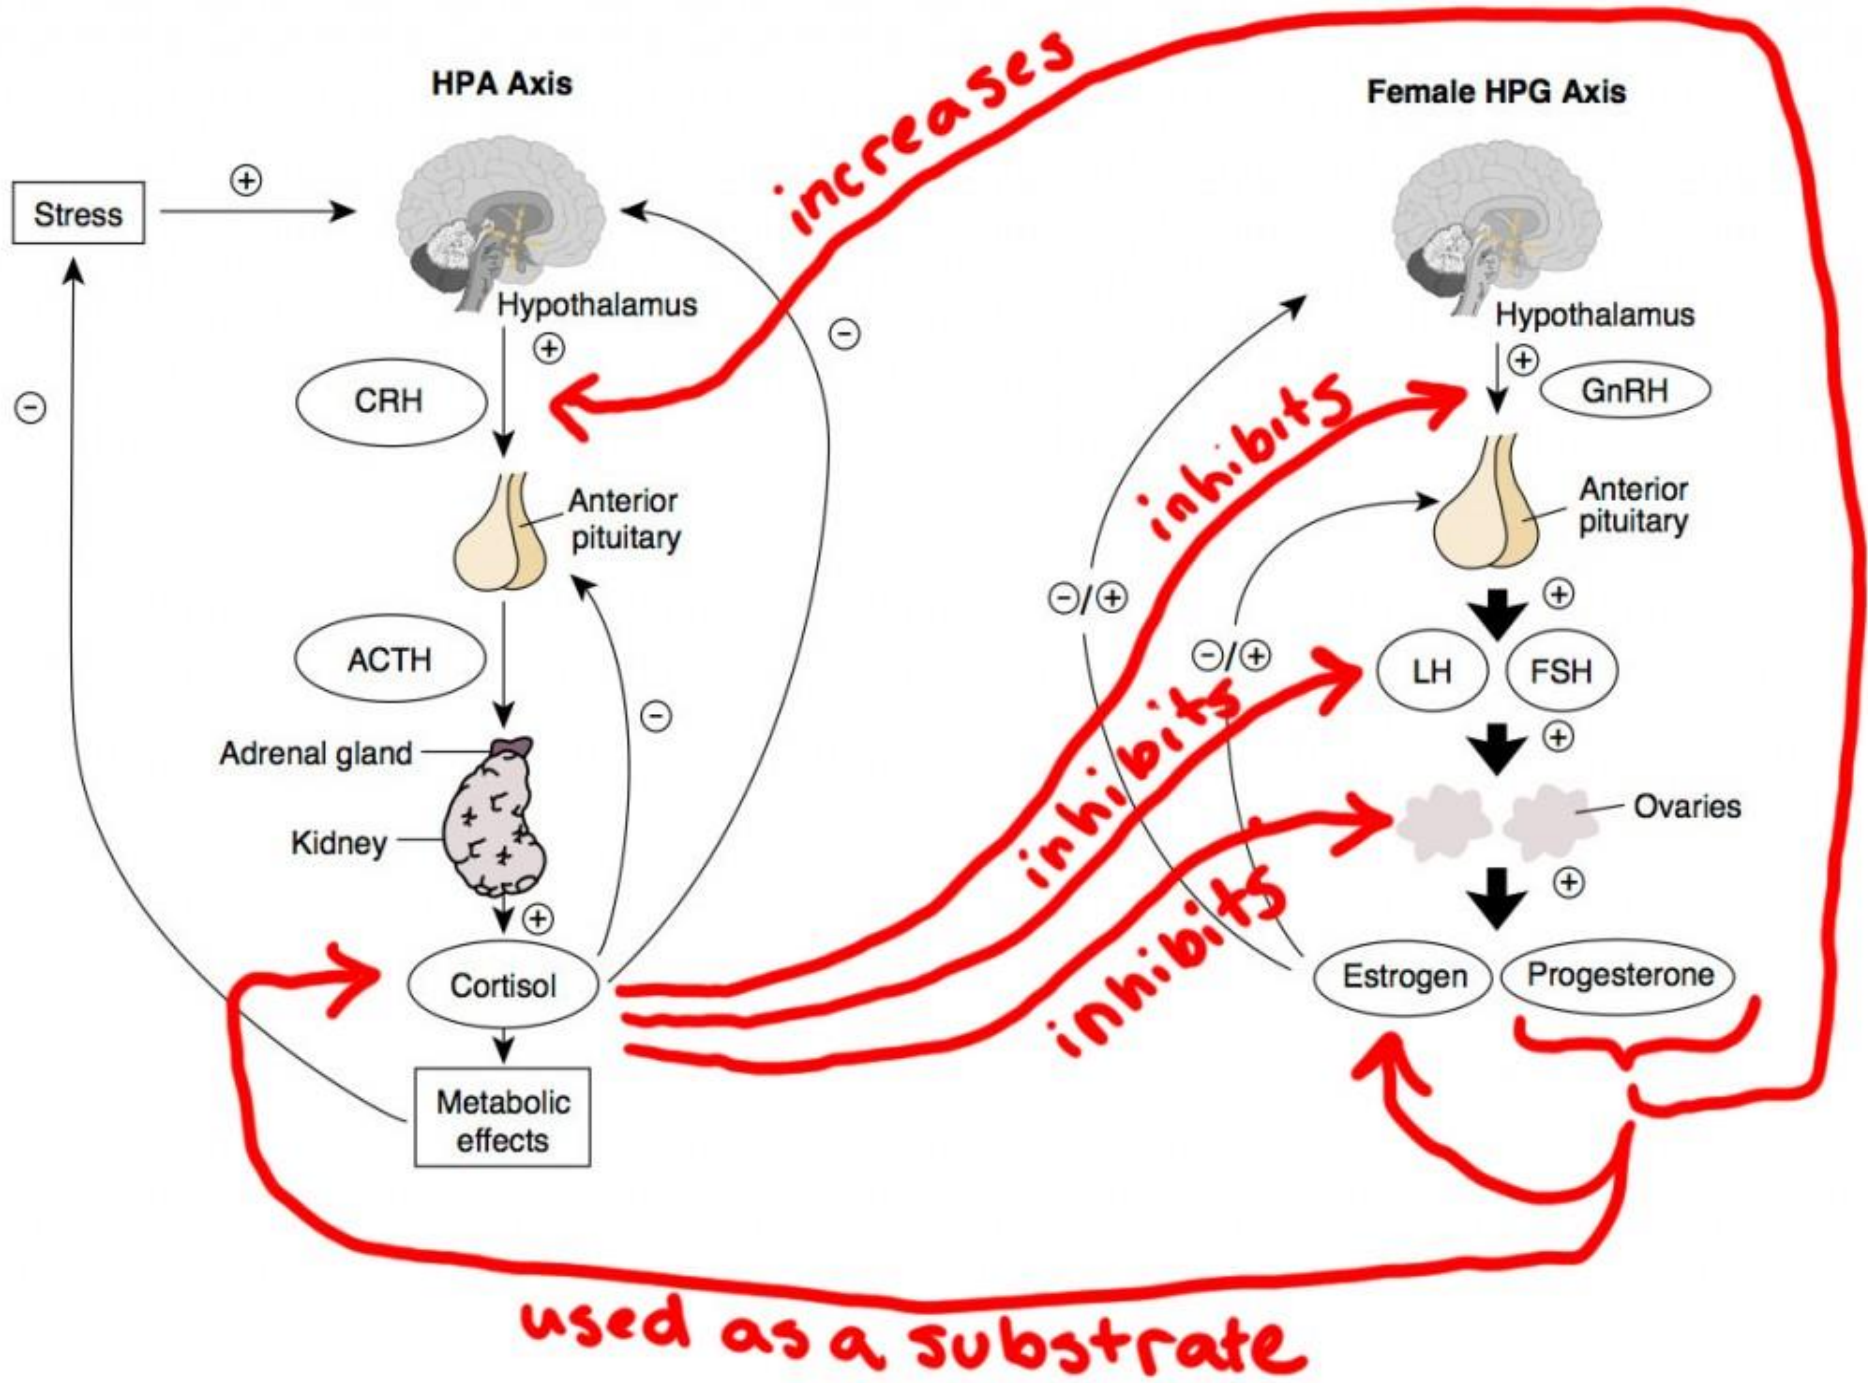 HPA Axis
Female HPG Axis
increases
Stress
+
Hypothalamus
+
−
−
CRH
Anterior
pituitary
ACTH
−
Adrenal gland
Kidney
+
Cortisol
Metabolic
effects
Hypothalamus
+
GnRH
inhibits
Anterior
pituitary
−/+
+
−/+
LH
FSH
inhibits
+
Ovaries
inhibits
+
Estrogen
Progesterone
used as a substrate